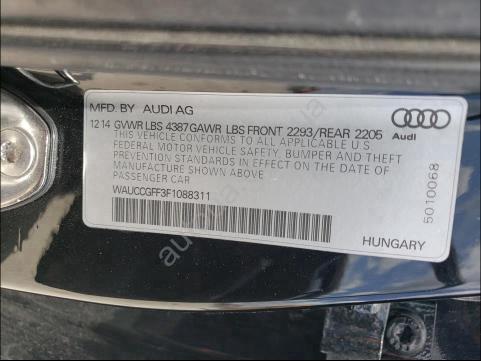 MFD. BY AUDI AG
12 14 GVWR LBS 4387 GAWR LBS FRONT 2293/REAR 2205
THIS VEHICLE CONFORMS TO ALL APPLICABLE U.S
FEDERAL MOTOR VEHICLE SAFETY, BUMPER AND THEFT
PREVENTION STANDARDS IN EFFECT ON THE DATE OF
MANUFACTURE SHOWN ABOVE
PASSENGER CAR
WAUCCGFF3F1088311
Audi
5010068
HUNGARY